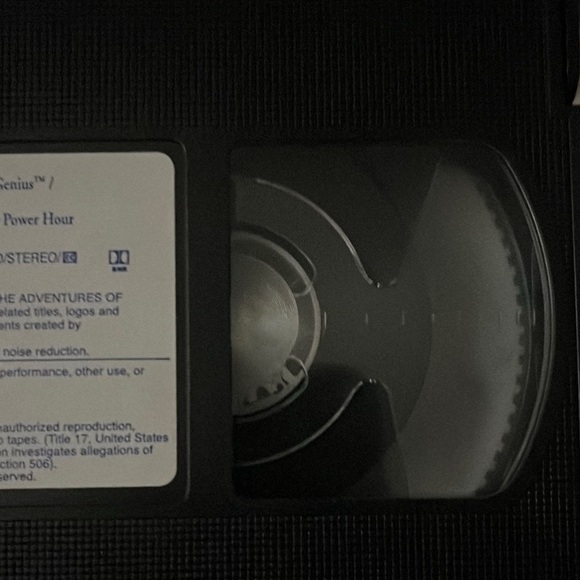 Genius™ /
Power Hour
/STEREO/
HE ADVENTURES OF
elated titles, logos and
ents created by
noise reduction.
performance, other use, or
nauthorized reproduction,
tapes. (Title 17, United States
n investigates allegations of
ction 506).
served.